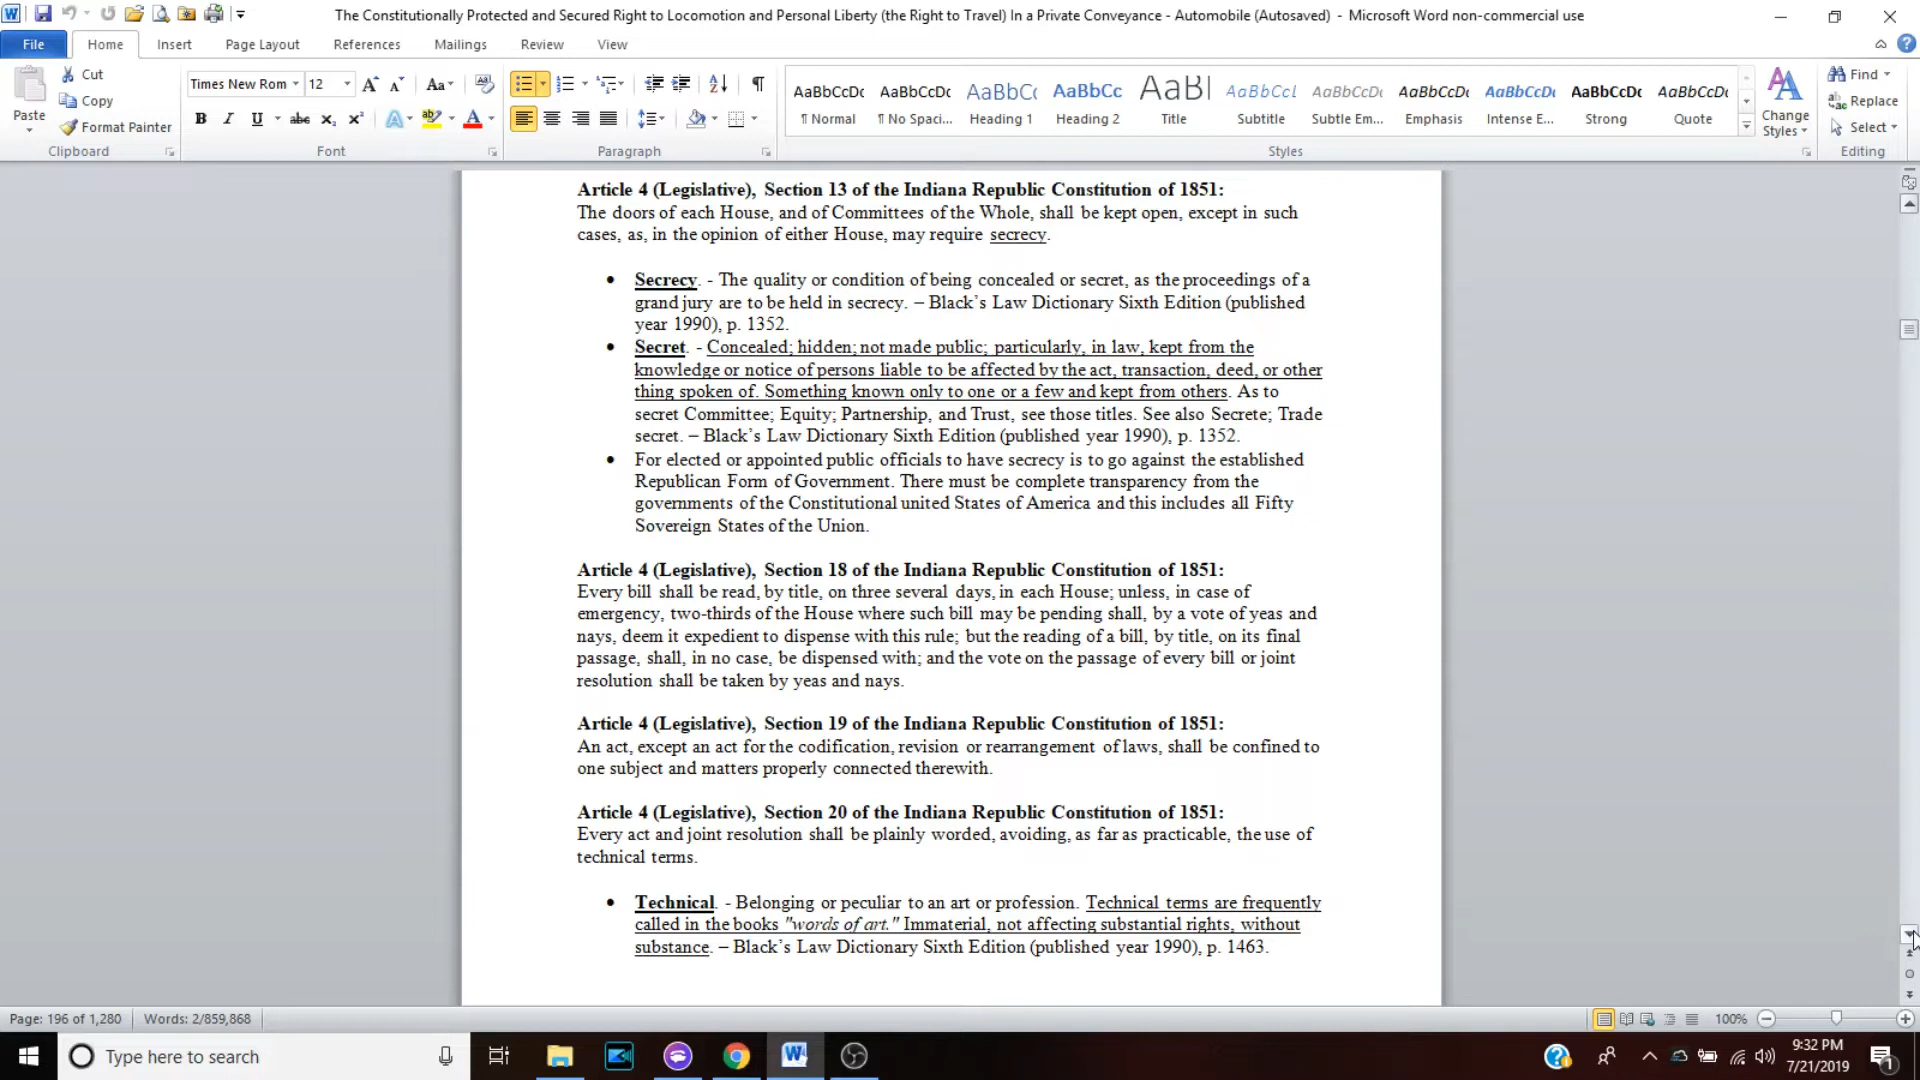 The Constitutionally Protected and Secured Right to Locomotion and Personal Liberty (the Right to Travel) In a Private Conveyance - Automobile (Autosaved) - Microsoft Word non-commercial use
File Home Insert Page Layout References Mailings Review View
Paste
Cut
Copy
Format Painter
Clipboard
Times New Rom 12
Font
Paragraph
AaBbCcDc AaBbCcDc AaBbC AaBbCc AaB AaBbCcL AaBbCcDc AaBbCcDc AaBbCcDc AaBbCcDc AaBbCcDc
¶ Normal ¶ No Spaci... Heading 1 Heading 2 Title Subtitle Subtle Em... Emphasis Intense E... Strong Quote
Styles
Change
Styles
Find
Replace
Select
Editing
Article 4 (Legislative), Section 13 of the Indiana Republic Constitution of 1851:
The doors of each House, and of Committees of the Whole, shall be kept open, except in such
cases, as, in the opinion of either House, may require secrecy.
• Secrecy. - The quality or condition of being concealed or secret, as the proceedings of a
grand jury are to be held in secrecy. – Black's Law Dictionary Sixth Edition (published
year 1990), p. 1352.
• Secret. - Concealed; hidden; not made public; particularly, in law, kept from the
knowledge or notice of persons liable to be affected by the act, transaction, deed, or other
thing spoken of. Something known only to one or a few and kept from others. As to
secret Committee; Equity; Partnership, and Trust, see those titles. See also Secrete; Trade
secret. – Black's Law Dictionary Sixth Edition (published year 1990), p. 1352.
• For elected or appointed public officials to have secrecy is to go against the established
Republican Form of Government. There must be complete transparency from the
governments of the Constitutional united States of America and this includes all Fifty
Sovereign States of the Union.
Article 4 (Legislative), Section 18 of the Indiana Republic Constitution of 1851:
Every bill shall be read, by title, on three several days, in each House; unless, in case of
emergency, two-thirds of the House where such bill may be pending shall, by a vote of yeas and
nays, deem it expedient to dispense with this rule; but the reading of a bill, by title, on its final
passage, shall, in no case, be dispensed with; and the vote on the passage of every bill or joint
resolution shall be taken by yeas and nays.
Article 4 (Legislative), Section 19 of the Indiana Republic Constitution of 1851:
An act, except an act for the codification, revision or rearrangement of laws, shall be confined to
one subject and matters properly connected therewith.
Article 4 (Legislative), Section 20 of the Indiana Republic Constitution of 1851:
Every act and joint resolution shall be plainly worded, avoiding, as far as practicable, the use of
technical terms.
• Technical. - Belonging or peculiar to an art or profession. Technical terms are frequently
called in the books "words of art." Immaterial, not affecting substantial rights, without
substance. – Black's Law Dictionary Sixth Edition (published year 1990), p. 1463.
Page: 196 of 1,280 Words: 2/859,868 100%
Type here to search
9:32 PM
7/21/2019